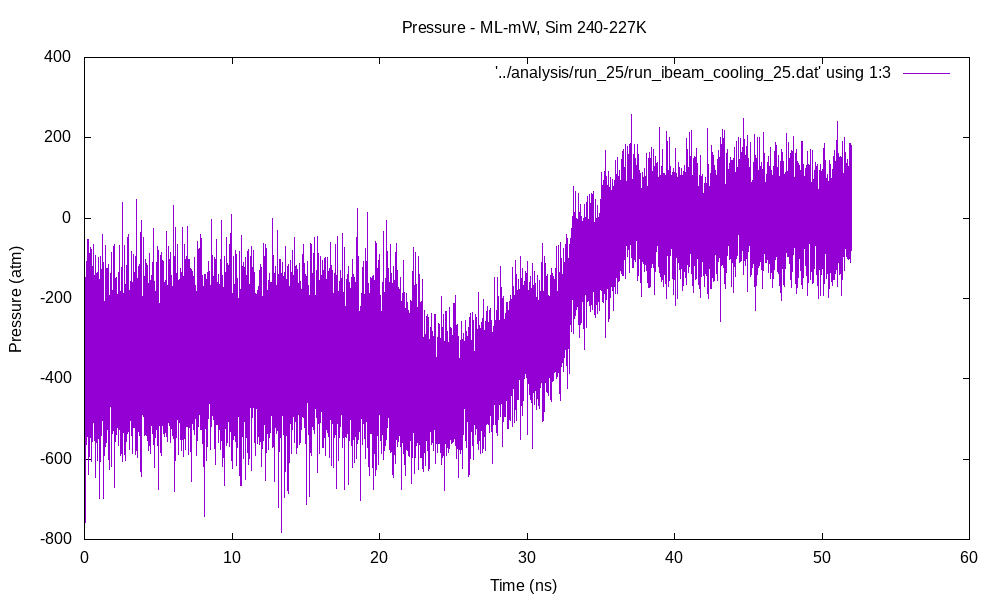 Pressure - ML-mW, Sim 240-227K
'../analysis/run_25/run_ibeam_cooling_25.dat' using 1:3
Pressure (atm)
400
200
0
-200
-400
-600
-800
0 10 20 30 40 50 60
Time (ns)